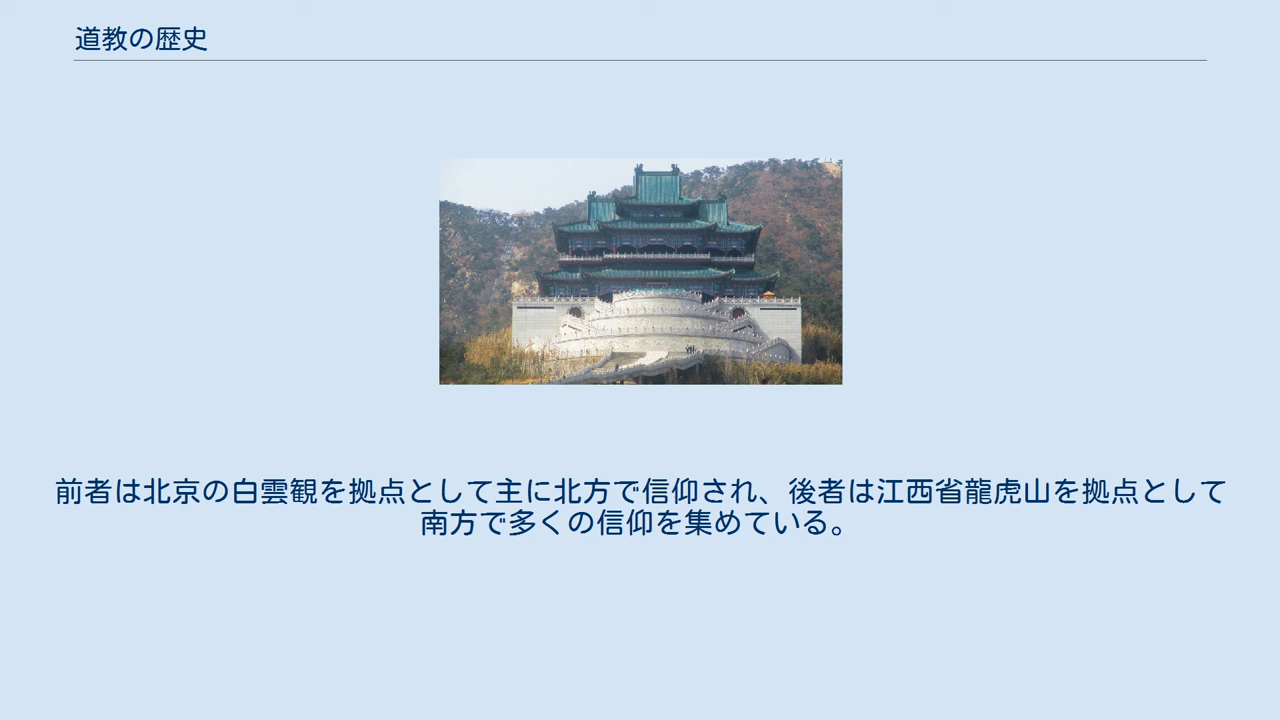 道教の歴史
前者は北京の白雲観を拠点として主に北方で信仰され、後者は江西省龍虎山を拠点として
南方で多くの信仰を集めている。